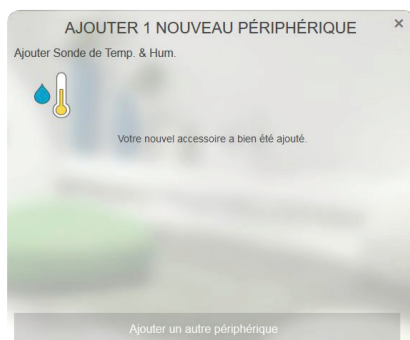 AJOUTER 1 NOUVEAU PÉRIPHÉRIQUE
×
Ajouter Sonde de Temp. & Hum.
Votre nouvel accessoire a bien été ajouté.
Ajouter un autre périphérique